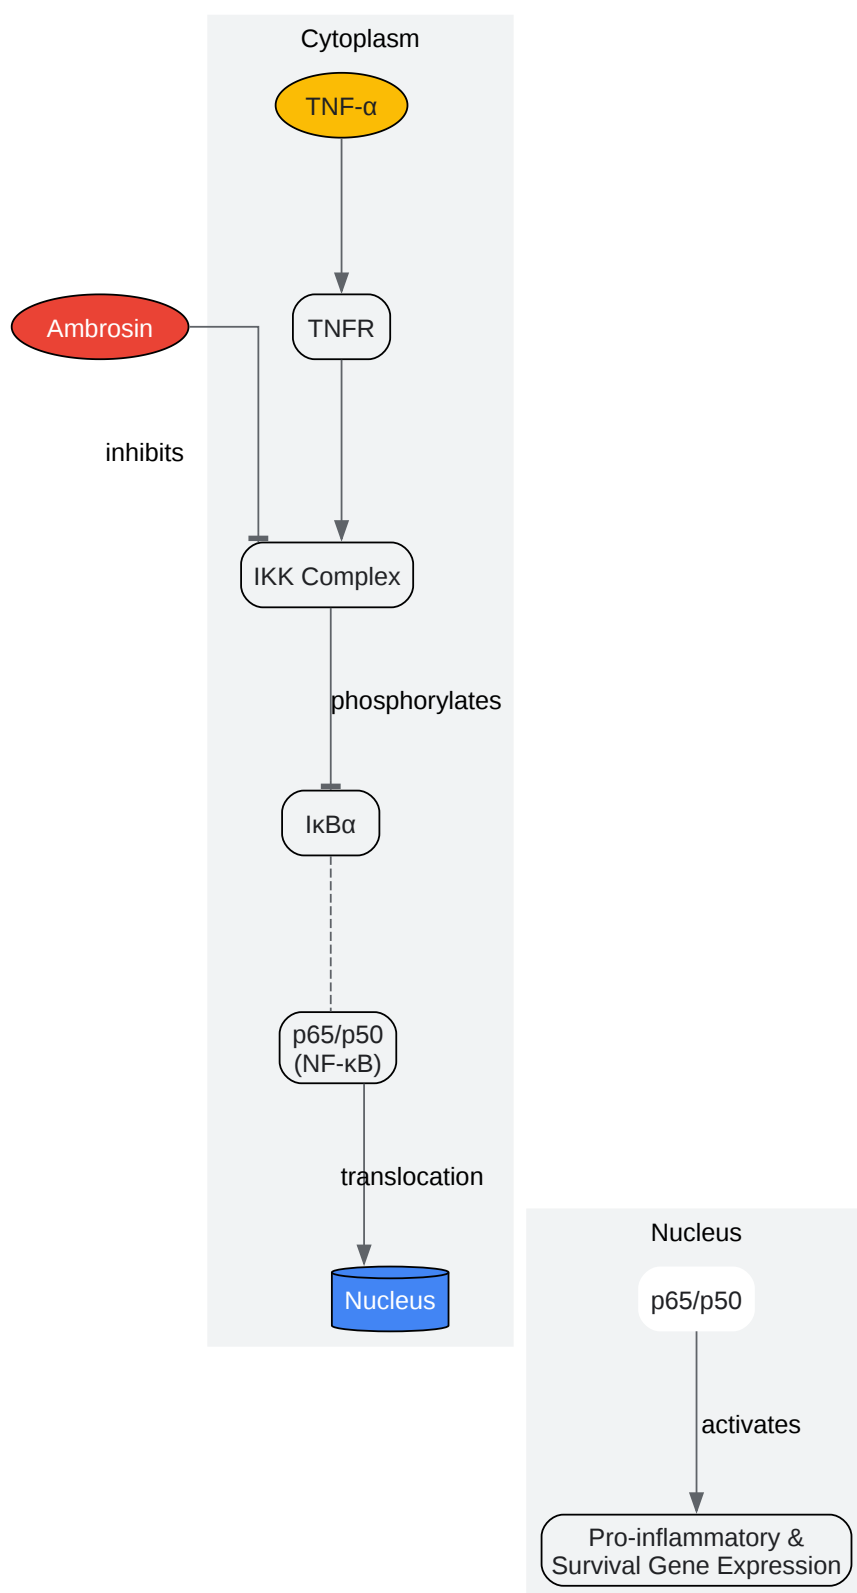 Cytoplasm
TNF-α
Ambrosin
TNFR
inhibits
IKK Complex
phosphorylates
IκBα
p65/p50
(NF-κB)
translocation
Nucleus
Nucleus
p65/p50
activates
Pro-inflammatory &
Survival Gene Expression